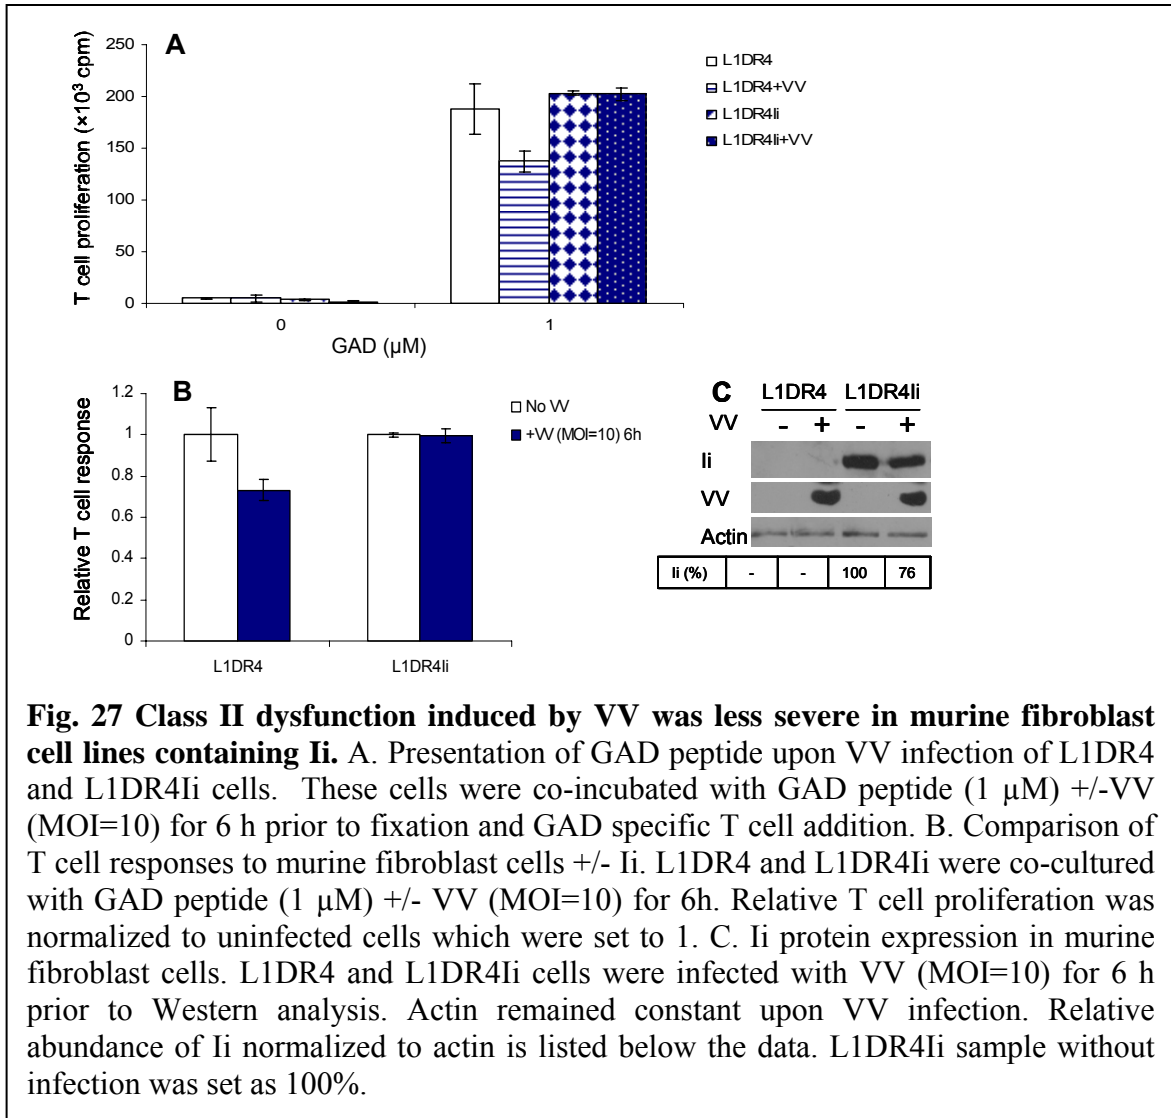 A
250
200
150
100
50
0
T cell proliferation (×10³ cpm)
0
1
GAD (µM)
L1DR4
L1DR4+VV
L1DR4Ii
L1DR4Ii+VV
B
1.2
1
0.8
0.6
0.4
0.2
0
Relative T cell response
L1DR4
L1DR4Ii
No VV
+VV (MOI=10) 6h
C L1DR4 L1DR4Ii
VV - + - +
Ii
VV
Actin
Ii (%) - - 100 76
Fig. 27 Class II dysfunction induced by VV was less severe in murine fibroblast
cell lines containing Ii. A. Presentation of GAD peptide upon VV infection of L1DR4
and L1DR4Ii cells. These cells were co-incubated with GAD peptide (1 µM) +/-VV
(MOI=10) for 6 h prior to fixation and GAD specific T cell addition. B. Comparison of
T cell responses to murine fibroblast cells +/- Ii. L1DR4 and L1DR4Ii were co-cultured
with GAD peptide (1 µM) +/- VV (MOI=10) for 6h. Relative T cell proliferation was
normalized to uninfected cells which were set to 1. C. Ii protein expression in murine
fibroblast cells. L1DR4 and L1DR4Ii cells were infected with VV (MOI=10) for 6 h
prior to Western analysis. Actin remained constant upon VV infection. Relative
abundance of Ii normalized to actin is listed below the data. L1DR4Ii sample without
infection was set as 100%.